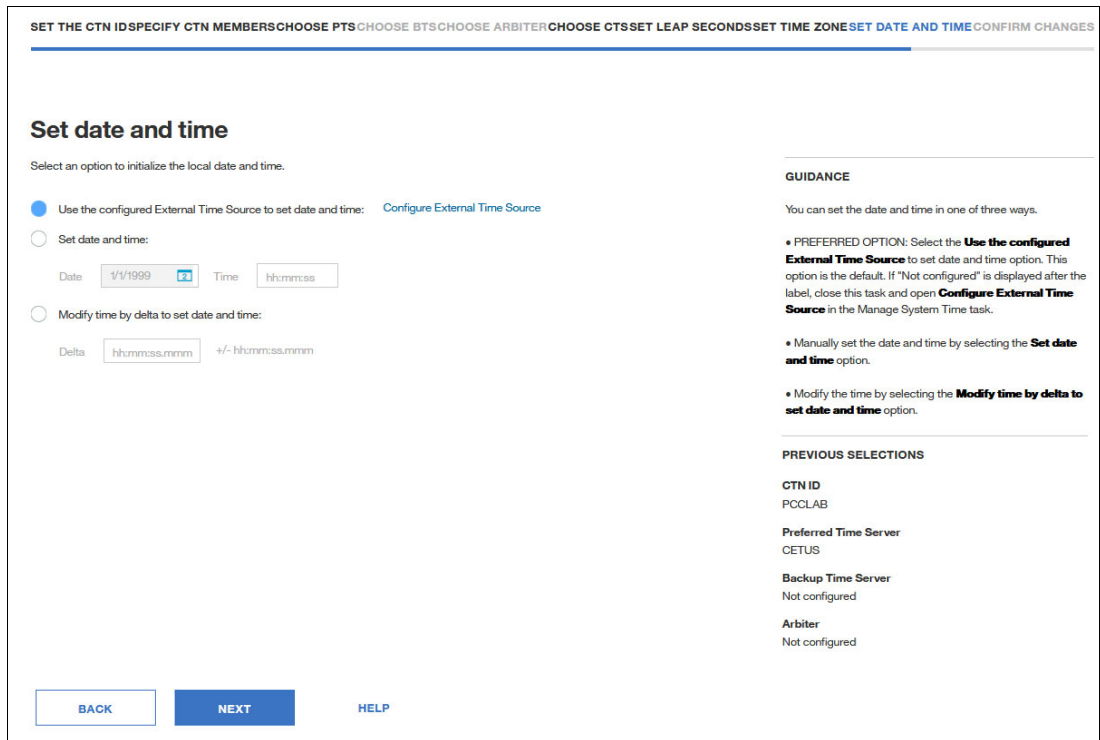 SET THE CTN IDSPECIFY CTN MEMBERSCHOOSE PTSCHOOSE BTSCHOOSE ARBITERCHOOSE CTSSET LEAP SECONDSSET TIME ZONESET DATE AND TIMECONFIRM CHANGES
Set date and time
Select an option to initialize the local date and time.
Use the configured External Time Source to set date and time: Configure External Time Source
Set date and time:
Date 1/1/1999 2 Time hh:mm:ss
Modify time by delta to set date and time:
Delta hh:mm:ss.mmm +/- hh:mm:ss.mmm
GUIDANCE
You can set the date and time in one of three ways.
• PREFERRED OPTION: Select the Use the configured
External Time Source to set date and time option. This
option is the default. If "Not configured" is displayed after the
label, close this task and open Configure External Time
Source in the Manage System Time task.
• Manually set the date and time by selecting the Set date
and time option.
• Modify the time by selecting the Modify time by delta to
set date and time option.
PREVIOUS SELECTIONS
CTN ID
PCCLAB
Preferred Time Server
CETUS
Backup Time Server
Not configured
Arbiter
Not configured
BACK NEXT HELP